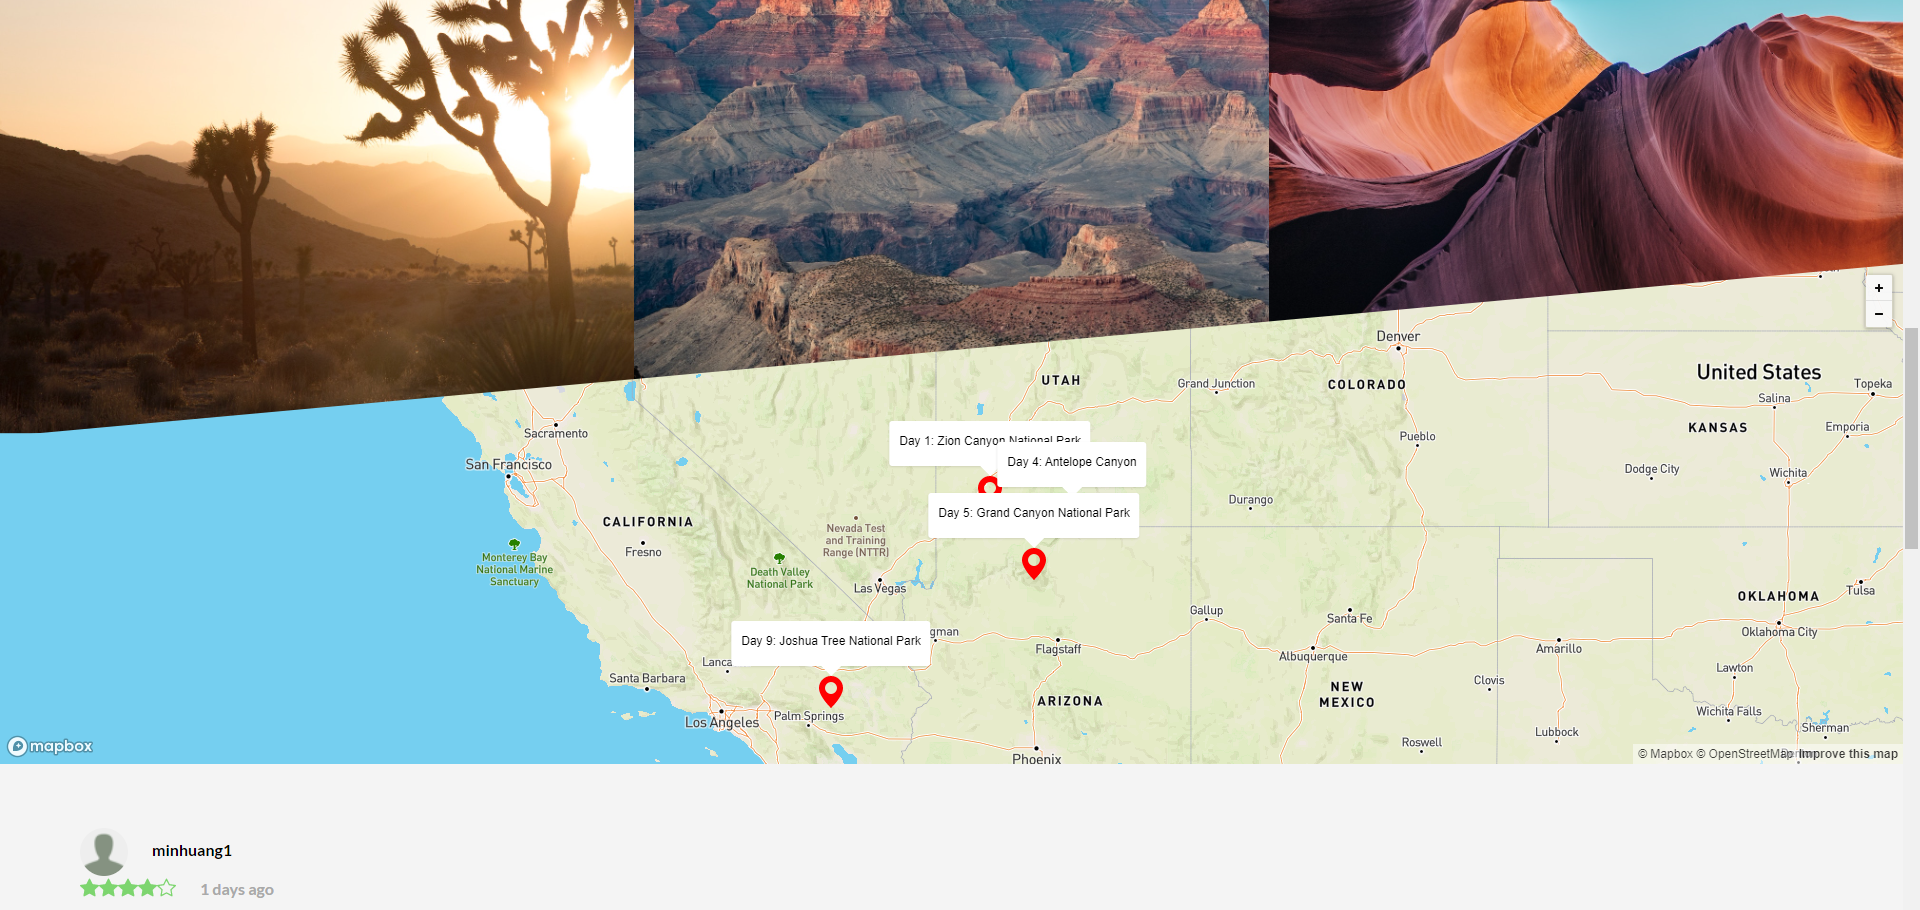 +
−
Denver
UTAH
Grand Junction
COLORADO
United States
Topeka
Salina
Sacramento
KANSAS
Emporia
Pueblo
Day 1: Zion Canyon National Park
Day 4: Antelope Canyon
San Francisco
Dodge City
Wichita
Durango
Day 5: Grand Canyon National Park
CALIFORNIA
Nevada Test
and Training
Range (NTTR)
Fresno
Monterey Bay
National Marine
Sanctuary
Death Valley
National Park
Las Vegas
OKLAHOMA
Tulsa
Gallup
Santa Fe
gman
Oklahoma City
Day 9: Joshua Tree National Park
Flagstaff
Albuquerque
Amarillo
Lanca
Lawton
Santa Barbara
Clovis
NEW
MEXICO
ARIZONA
Wichita Falls
Palm Springs
Los Angeles
Sherman
Lubbock
Roswell
mapbox
Phoenix
© Mapbox © OpenStreetMap Improve this map
minhuang1
1 days ago